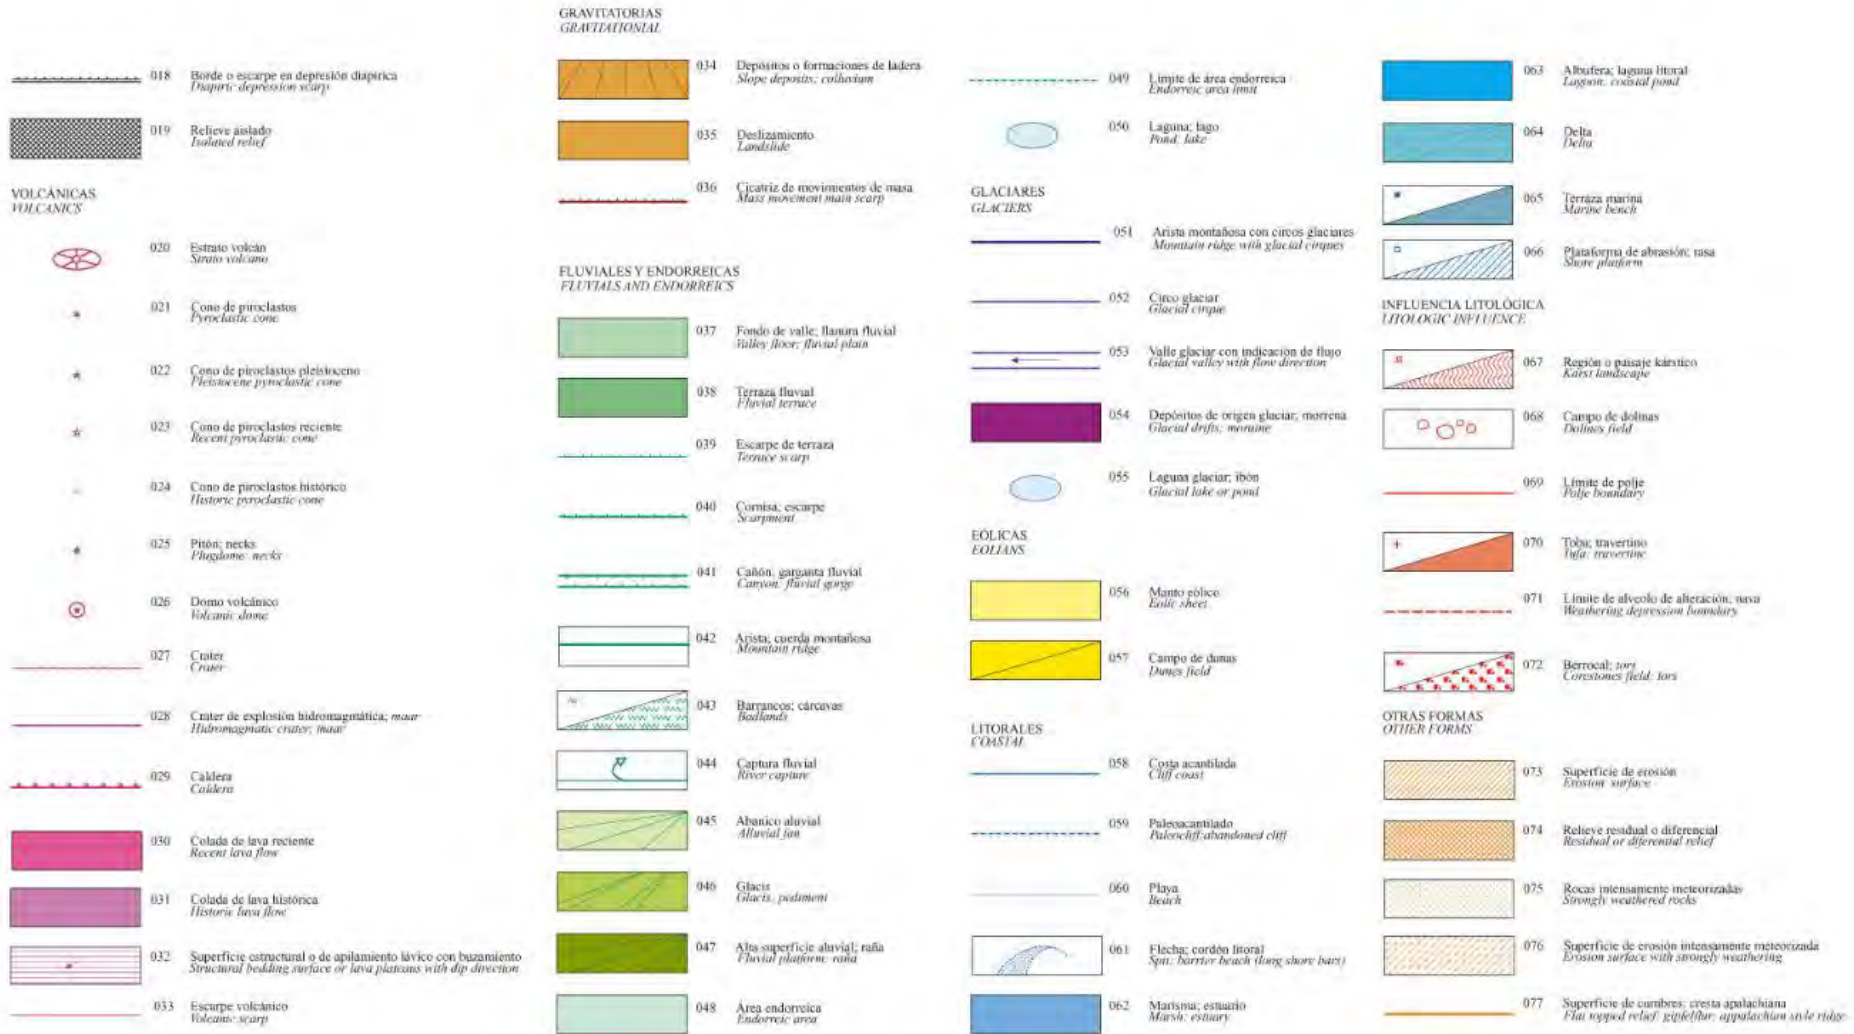 018 Borde o escarpe en depresión diapírica
Diapiric depression scarp
019 Relieve aislado
Isolated relief
VOLCÁNICAS
VOLCANICS
020 Estrato volcán
Strato volcano
021 Cono de piroclastos
Pyroclastic cone
022 Cono de piroclastos pleistoceno
Pleistocene pyroclastic cone
023 Cono de piroclastos reciente
Recent pyroclastic cone
024 Cono de piroclastos histórico
Historic pyroclastic cone
025 Pitón; necks
Plugdome: necks
026 Domo volcánico
Volcanic dome
027 Crater
Crater
028 Crater de explosión hidromagmática; maar
Hidromagmatic crater; maar
029 Caldera
Caldera
030 Colada de lava reciente
Recent lava flow
031 Colada de lava histórica
Historic lava flow
032 Superficie estructural o de apilamiento lávico con buzamiento
Structural bedding surface or lava plateaus with dip direction
033 Escarpe volcánico
Volcanic scarp
GRAVITATORIAS
GRAVITATIONIAL
034 Depósitos o formaciones de ladera
Slope deposits; colluvium
035 Deslizamiento
Landslide
036 Cicatriz de movimientos de masa
Mass movement main scarp
FLUVIALES Y ENDORREICAS
FLUVIALS AND ENDORREICS
037 Fondo de valle; llanura fluvial
Valley floor; fluvial plain
038 Terraza fluvial
Fluvial terrace
039 Escarpe de terraza
Terrace scarp
040 Cornisa; escarpe
Scarpment
041 Cañón; garganta fluvial
Canyon; fluvial gorge
042 Arista; cuerda montañosa
Mountain ridge
043 Barrancos; cárcavas
Badlands
044 Captura fluvial
River capture
045 Abanico aluvial
Alluvial fan
046 Glacis
Glacis; pediment
047 Alta superficie aluvial; raña
Fluvial platform; raña
048 Área endorreica
Endorreic area
049 Límite de área endorreica
Endorreic area limit
050 Laguna; lago
Pond; lake
GLACIARES
GLACIERS
051 Arista montañosa con circos glaciares
Mountain ridge with glacial cirques
052 Circo glaciar
Glacial cirque
053 Valle glaciar con indicación de flujo
Glacial valley with flow direction
054 Depósitos de origen glaciar; morrena
Glacial drifts; moraine
055 Laguna glaciar; ibón
Glacial lake or pond
EÓLICAS
EOLIANS
056 Manto eólico
Eolic sheet
057 Campo de dunas
Dunes field
LITORALES
COASTAL
058 Costa acantilada
Cliff coast
059 Paleoacantilado
Paleocliff; abandoned cliff
060 Playa
Beach
061 Flecha; cordón litoral
Spit; barrier beach (long shore bars)
062 Marisma; estuario
Marsh; estuary
063 Albufera; laguna litoral
Lagoon; coastal pond
064 Delta
Delta
065 Terraza marina
Marine bench
066 Plataforma de abrasión; rasa
Shore platform
INFLUENCIA LITOLÓGICA
LITOLOGIC INFLUENCE
067 Región o paisaje kárstico
Karst landscape
068 Campo de dolinas
Dolines field
069 Límite de polje
Polje boundary
070 Toba; travertino
Tufa; travertine
071 Límite de alveolo de alteración; nava
Weathering depression boundary
072 Berrocal; tors
Corestones field; tors
OTRAS FORMAS
OTHER FORMS
073 Superficie de erosión
Erosion surface
074 Relieve residual o diferencial
Residual or diferential relief
075 Rocas intensamente meteorizadas
Strongly weathered rocks
076 Superficie de erosión intensamente meteorizada
Erosion surface with strongly weathering
077 Superficie de cumbres; cresta apalachiana
Flat topped relief; gipfelflur; appalachian style ridge